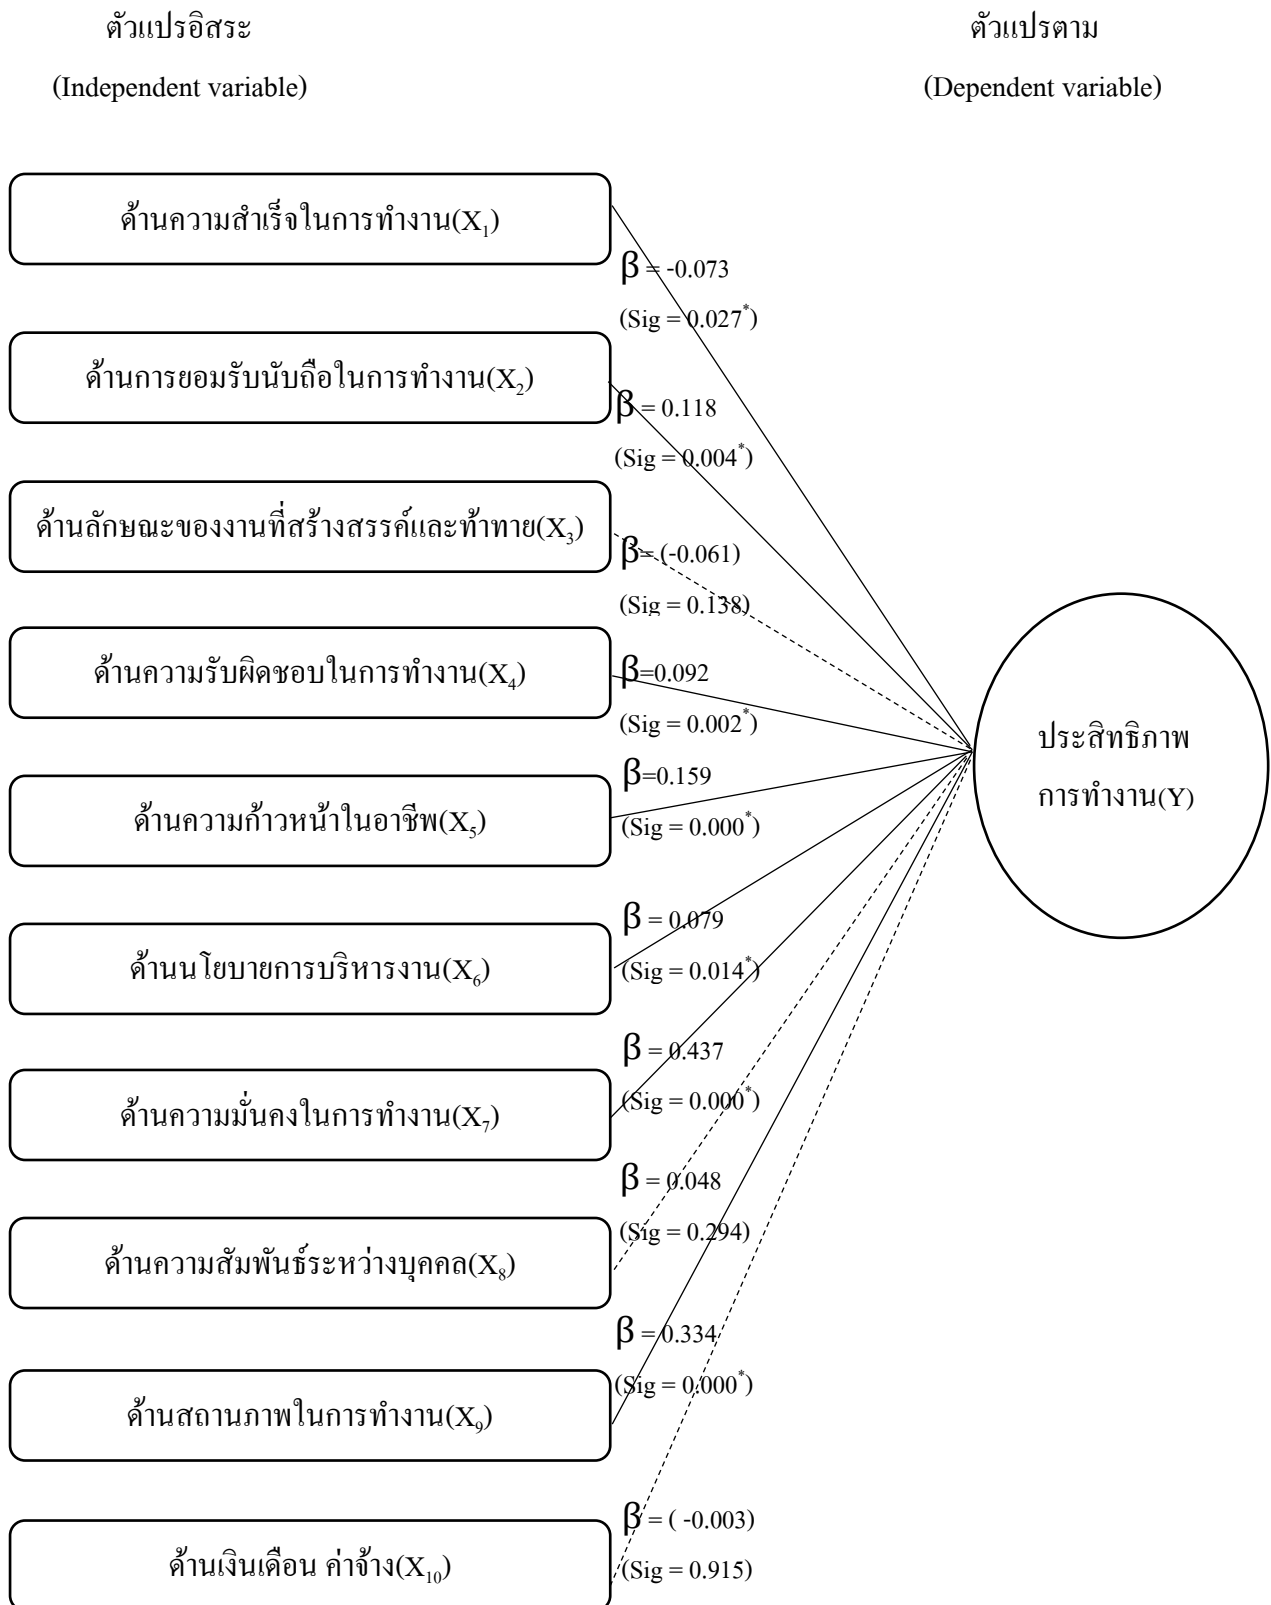 ตัวแปรอิสระ
(Independent variable)
ตัวแปรตาม
(Dependent variable)
ด้านความสำเร็จในการทำงาน(X₁)
β = -0.073
(Sig = 0.027*)
ด้านการยอมรับนับถือในการทำงาน(X₂)
β = 0.118
(Sig = 0.004*)
ด้านลักษณะของงานที่สร้างสรรค์และท้าทาย(X₃)
β= (-0.061)
(Sig = 0.138)
ด้านความรับผิดชอบในการทำงาน(X₄)
β=0.092
(Sig = 0.002*)
ประสิทธิภาพ
การทำงาน(Y)
ด้านความก้าวหน้าในอาชีพ(X₅)
β=0.159
(Sig = 0.000*)
ด้านนโยบายการบริหารงาน(X₆)
β = 0.079
(Sig = 0.014*)
ด้านความมั่นคงในการทำงาน(X₇)
β = 0.437
(Sig = 0.000*)
ด้านความสัมพันธ์ระหว่างบุคคล(X₈)
β = 0.048
(Sig = 0.294)
ด้านสถานภาพในการทำงาน(X₉)
β = 0.334
(Sig = 0.000*)
ด้านเงินเดือน ค่าจ้าง(X₁₀)
β = ( -0.003)
(Sig = 0.915)